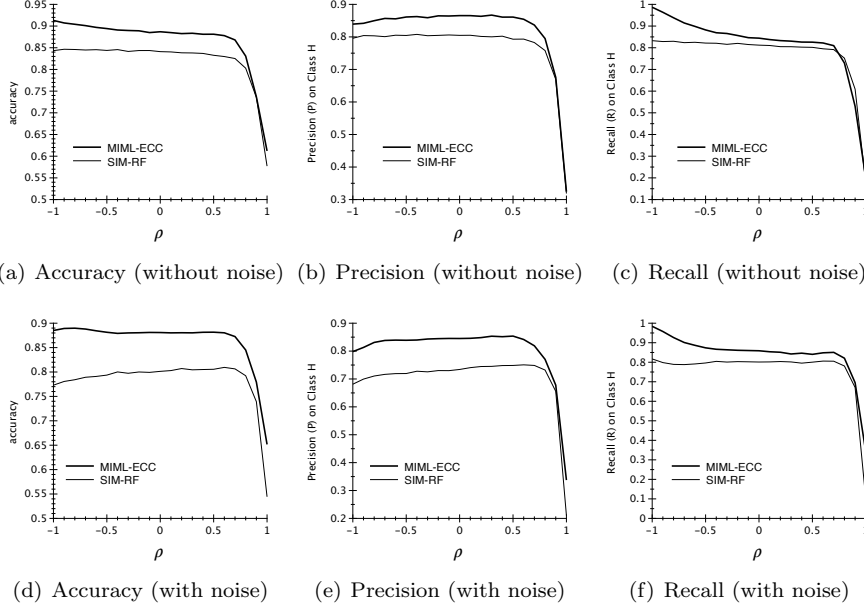 0.95
0.9
0.85
0.8
0.75
0.7
0.65
0.6
0.55
0.5
accuracy
MIML-ECC
SIM-RF
−1 −0.5 0 0.5 1
ρ
0.9
0.8
0.7
0.6
0.5
0.4
0.3
Precision (P) on Class H
MIML-ECC
SIM-RF
−1 −0.5 0 0.5 1
ρ
1
0.9
0.8
0.7
0.6
0.5
0.4
0.3
0.2
0.1
Recall (R) on Class H
MIML-ECC
SIM-RF
−1 −0.5 0 0.5 1
ρ
(a) Accuracy (without noise) (b) Precision (without noise) (c) Recall (without noise)
0.9
0.85
0.8
0.75
0.7
0.65
0.6
0.55
0.5
accuracy
MIML-ECC
SIM-RF
−1 −0.5 0 0.5 1
ρ
0.9
0.8
0.7
0.6
0.5
0.4
0.3
0.2
Precision (P) on Class H
MIML-ECC
SIM-RF
−1 −0.5 0 0.5 1
ρ
1
0.9
0.8
0.7
0.6
0.5
0.4
0.3
0.2
0.1
0
Recall (R) on Class H
MIML-ECC
SIM-RF
−1 −0.5 0 0.5 1
ρ
(d) Accuracy (with noise) (e) Precision (with noise) (f) Recall (with noise)